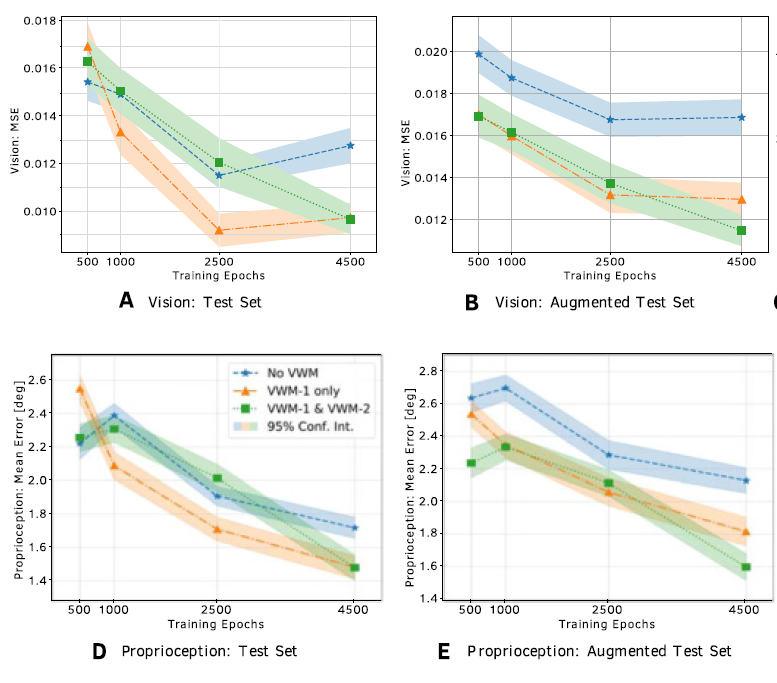 0.018
0.016
0.014
0.012
0.010
Vision: MSE
500 1000 2500 4500
Training Epochs
A Vision: Test Set
0.020
0.018
0.016
0.014
0.012
Vision: MSE
500 1000 2500 4500
Training Epochs
B Vision: Augmented Test Set
2.6
2.4
2.2
2.0
1.8
1.6
1.4
Proprioception: Mean Error [deg]
No VWM
VWM-1 only
VWM-1 & VWM-2
95% Conf. Int.
500 1000 2500 4500
Training Epochs
D Proprioception: Test Set
2.8
2.6
2.4
2.2
2.0
1.8
1.6
1.4
Proprioception: Mean Error [deg]
500 1000 2500 4500
Training Epochs
E Proprioception: Augmented Test Set